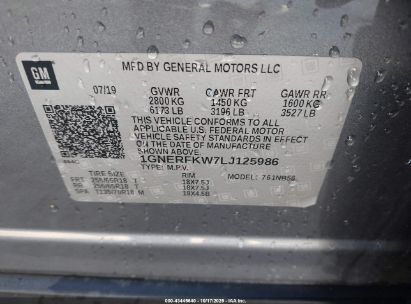 GM
MFD BY GENERAL MOTORS LLC
07/19 GVWR GAWR FRT GAWR RR
2800 KG 1450 KG 1600 KG
6173 LB 3196 LB 3527 LB
THIS VEHICLE CONFORMS TO ALL
APPLICABLE U.S. FEDERAL MOTOR
VEHICLE SAFETY STANDARDS IN EFFECT
ON THE DATE OF MANUFACTURE SHOWN ABOVE.
1GNERFKW7LJ125986
TYPE: M.P.V. MODEL:
TIRE SIZE RIM
FRT 255/65R18 T 18X7.5J
RR 255/65R18 T 18X7.5J
SPA T135/70R18 M 18X4.5B